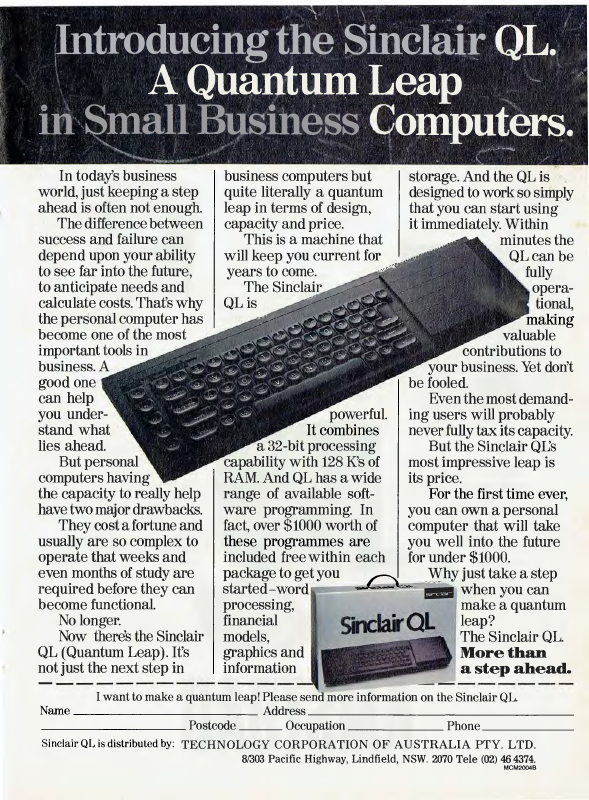 Introducing the Sinclair QL.
A Quantum Leap
in Small Business Computers.
In today's business
world, just keeping a step
ahead is often not enough.
The difference between
success and failure can
depend upon your ability
to see far into the future,
to anticipate needs and
calculate costs. That's why
the personal computer has
become one of the most
important tools in
business. A
good one
can help
you under-
stand what
lies ahead.
But personal
computers having
the capacity to really help
have two major drawbacks.
They cost a fortune and
usually are so complex to
operate that weeks and
even months of study are
required before they can
become functional.
No longer.
Now there's the Sinclair
QL (Quantum Leap). It's
not just the next step in
business computers but
quite literally a quantum
leap in terms of design,
capacity and price.
This is a machine that
will keep you current for
years to come.
The Sinclair
QL is
powerful.
It combines
a 32-bit processing
capability with 128 K's of
RAM. And QL has a wide
range of available soft-
ware programming. In
fact, over $1000 worth of
these programmes are
included free within each
package to get you
started–word
processing,
financial
models,
graphics and
information
storage. And the QL is
designed to work so simply
that you can start using
it immediately. Within
minutes the
QL can be
fully
opera-
tional,
making
valuable
contributions to
your business. Yet don't
be fooled.
Even the most demand-
ing users will probably
never fully tax its capacity.
But the Sinclair QL's
most impressive leap is
its price.
For the first time ever,
you can own a personal
computer that will take
you well into the future
for under $1000.
Why just take a step
when you can
make a quantum
leap?
The Sinclair QL.
More than
a step ahead.
sinclair
Sinclair QL
I want to make a quantum leap! Please send more information on the Sinclair QL.
Name Address
Postcode Occupation Phone
Sinclair QL is distributed by: TECHNOLOGY CORPORATION OF AUSTRALIA PTY. LTD.
8/303 Pacific Highway, Lindfield, NSW. 2070 Tele (02) 46 4374.
MCM2004B